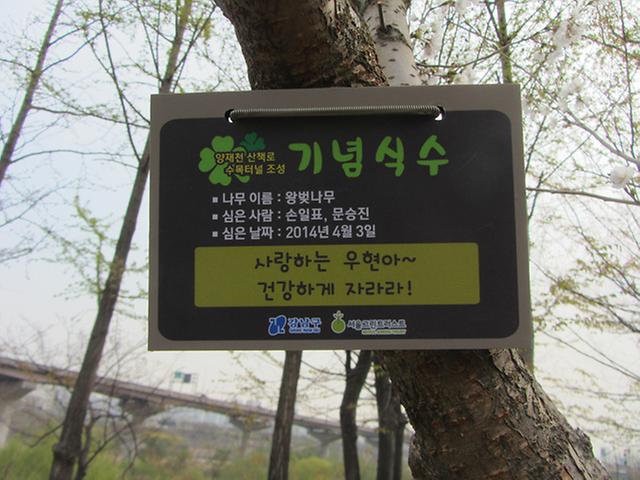 양재천 산책로
수목터널 조성
기념식수
▪ 나무 이름 : 왕벚나무
▪ 심은 사람 : 손일표, 문승진
▪ 심은 날짜 : 2014년 4월 3일
사랑하는 우현아~
건강하게 자라라!
강남구 서울그린트러스트